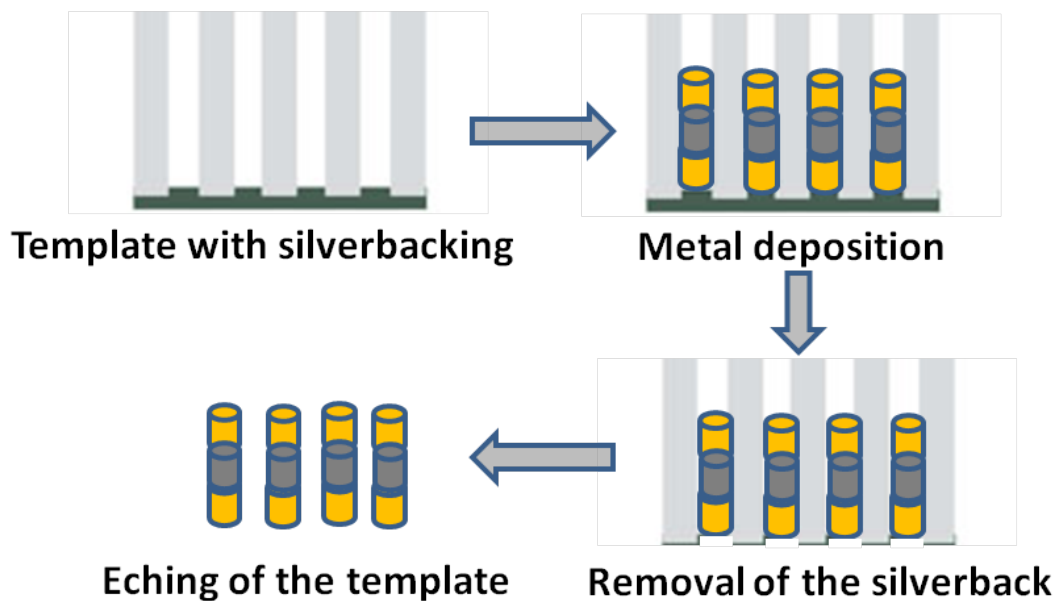 Template with silverbacking
Metal deposition
Eching of the template
Removal of the silverback